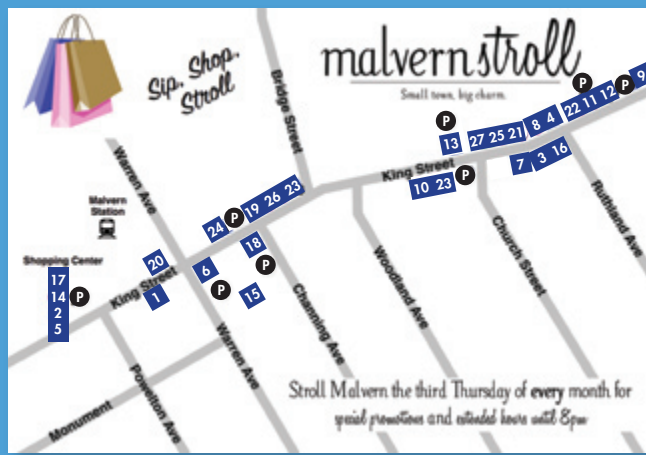 Sip. Shop.
Stroll
malvernstroll
Small town, big charm.
Bridge Street
Warren Ave
Malvern
Station
Shopping Center
17
14
2
5
P
King Street
20
1
24
P
19 26 23
6
P
18
P
15
P
13
27 25 21
8 4
P
22 11 12
P
9
King Street
10 23
P
7
3 16
Ruthland Ave
Church Street
Woodland Ave
Channing Ave
Warren Ave
Powelton Ave
Monument
Stroll Malvern the third Thursday of every month for
special promotions and extended hours until 8pm